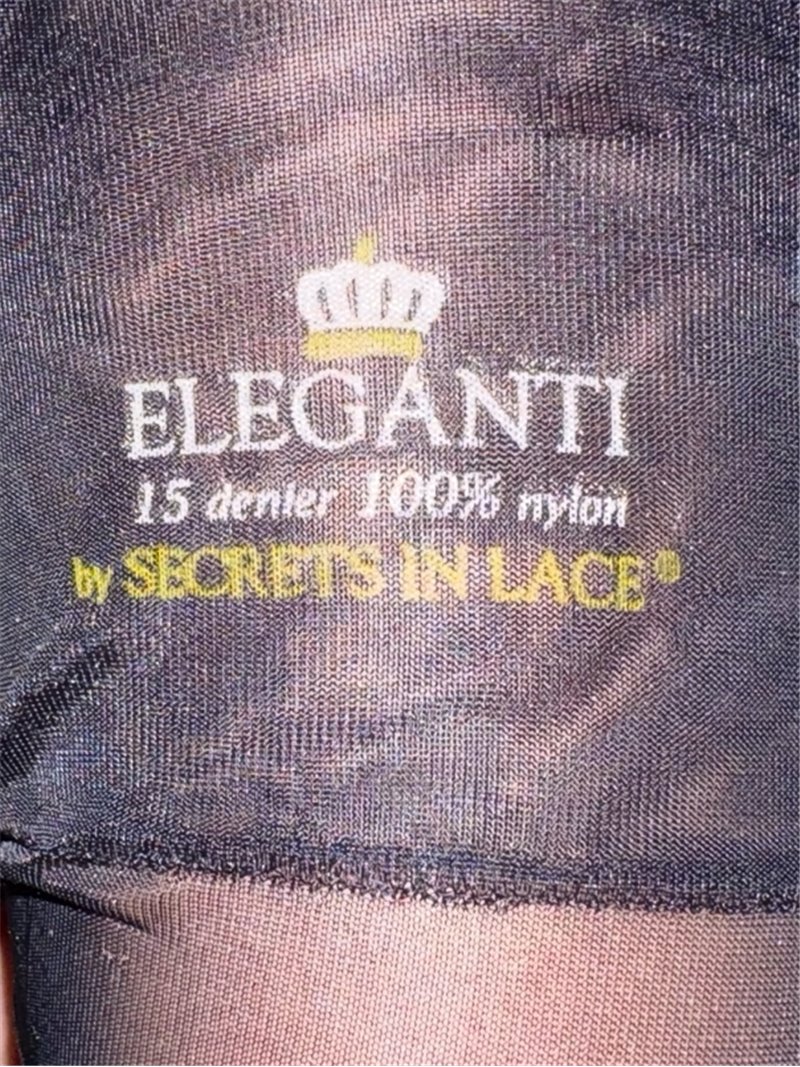 ELEGANTI
15 denier 100% nylon
by SECRETS IN LACE®